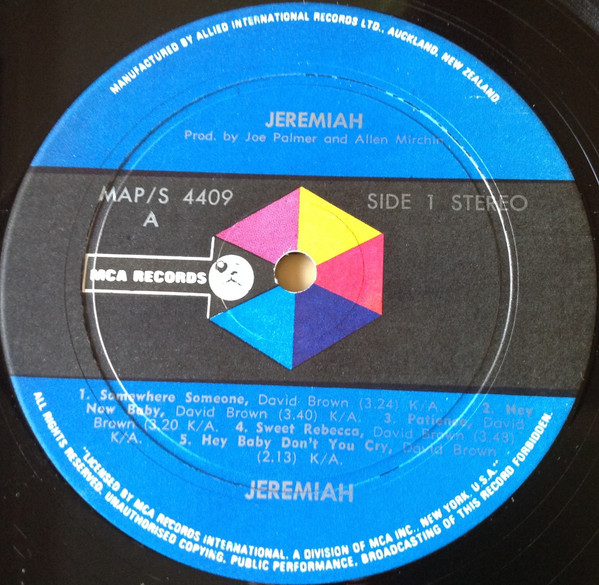 MANUFACTURED BY ALLIED INTERNATIONAL RECORDS LTD., AUCKLAND, NEW ZEALAND.
JEREMIAH
Prod. by Joe Palmer and Allen Mirchin
MAP/S 4409
A
SIDE 1 STEREO
MCA RECORDS
1. Somewhere Someone, David Brown (3.24) K/A. 2. Hey
Now Baby, David Brown (3.40) K/A. 3. Patience, David
Brown (3.20 K/A. 4. Sweet Rebecca, David Brown (3.48)
K/A. 5. Hey Baby Don't You Cry, David Brown
(2.13) K/A.
JEREMIAH
"LICENSED BY MCA RECORDS INTERNATIONAL, A DIVISION OF MCA INC., NEW YORK, U.S.A."
ALL RIGHTS RESERVED. UNAUTHORISED COPYING, PUBLIC PERFORMANCE, BROADCASTING OF THIS RECORD FORBIDDEN.